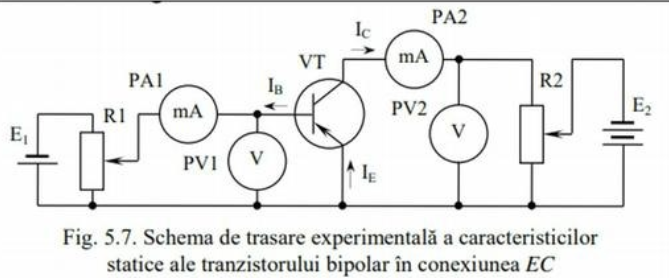 PA2
I_C
VT
mA
PA1
R2
I_B
R1
mA
PV2
E_2
E_1
V
PV1
V
I_E
Fig. 5.7. Schema de trasare experimentală a caracteristicilor
statice ale tranzistorului bipolar în conexiunea EC